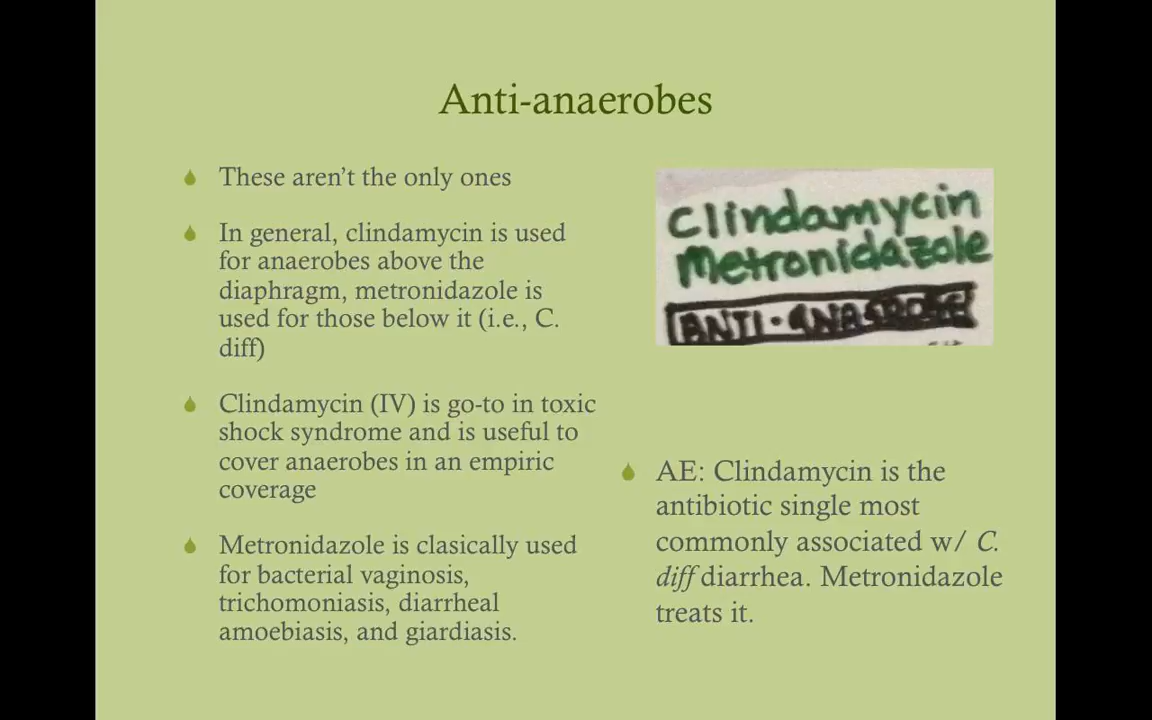 Anti-anaerobes
These aren't the only ones
In general, clindamycin is used
for anaerobes above the
diaphragm, metronidazole is
used for those below it (i.e., C.
diff)
Clindamycin (IV) is go-to in toxic
shock syndrome and is useful to
cover anaerobes in an empiric
coverage
Metronidazole is clasically used
for bacterial vaginosis,
trichomoniasis, diarrheal
amoebiasis, and giardiasis.
Clindamycin
Metronidazole
ANTI-
AE: Clindamycin is the
antibiotic single most
commonly associated w/ C.
diff diarrhea. Metronidazole
treats it.